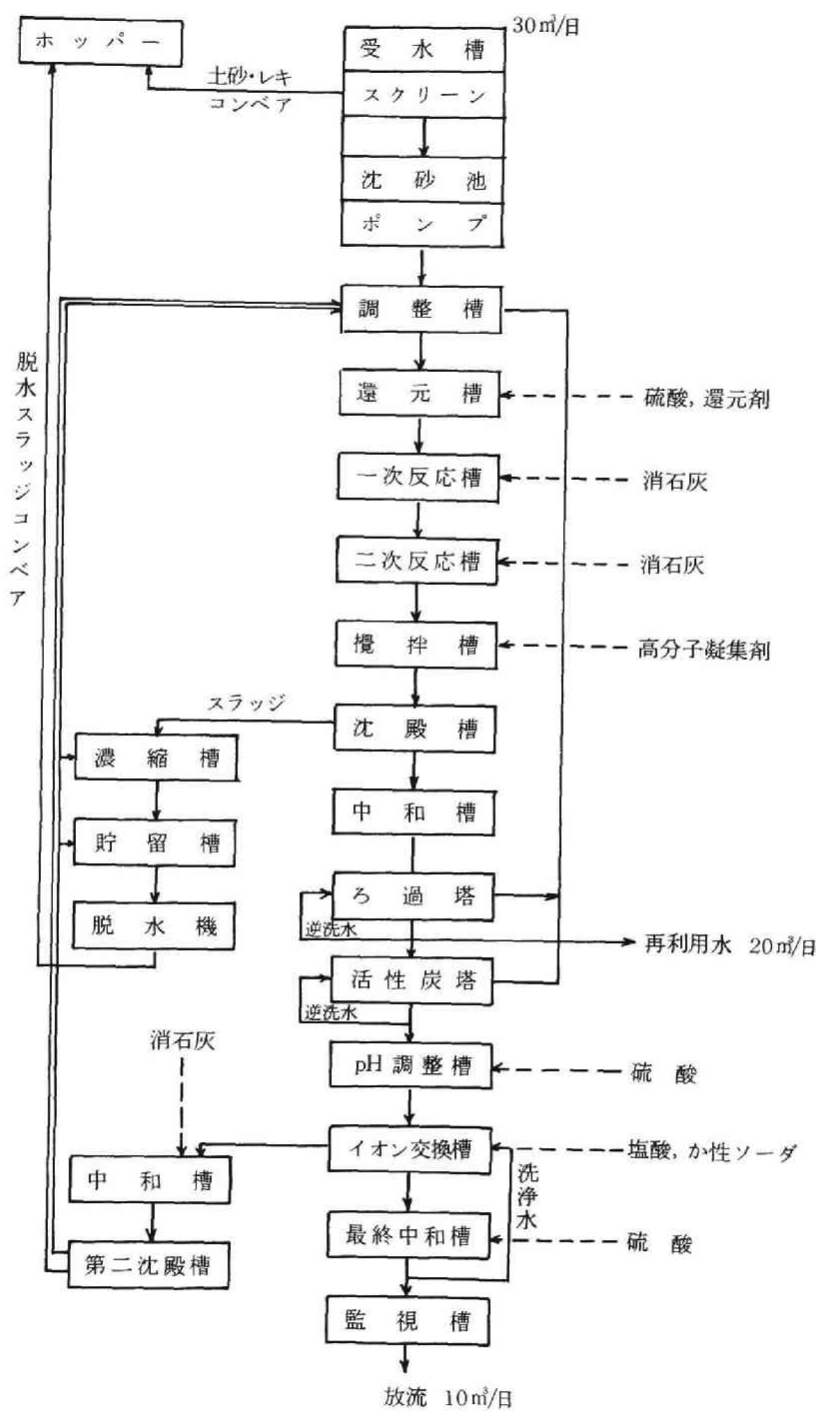 30㎥/日
ホッパー
受水槽
土砂・レキ
コンベア
スクリーン
沈砂池
ポンプ
調整槽
脱水スラッジコンベア
還元槽
硫酸,還元剤
一次反応槽
消石灰
二次反応槽
消石灰
攪拌槽
高分子凝集剤
スラッジ
沈殿槽
濃縮槽
中和槽
貯留槽
ろ過塔
脱水機
逆洗水
再利用水 20㎥/日
活性炭塔
逆洗水
消石灰
pH調整槽
硫酸
イオン交換槽
塩酸,か性ソーダ
洗浄水
中和槽
最終中和槽
硫酸
第二沈殿槽
監視槽
放流 10㎥/日